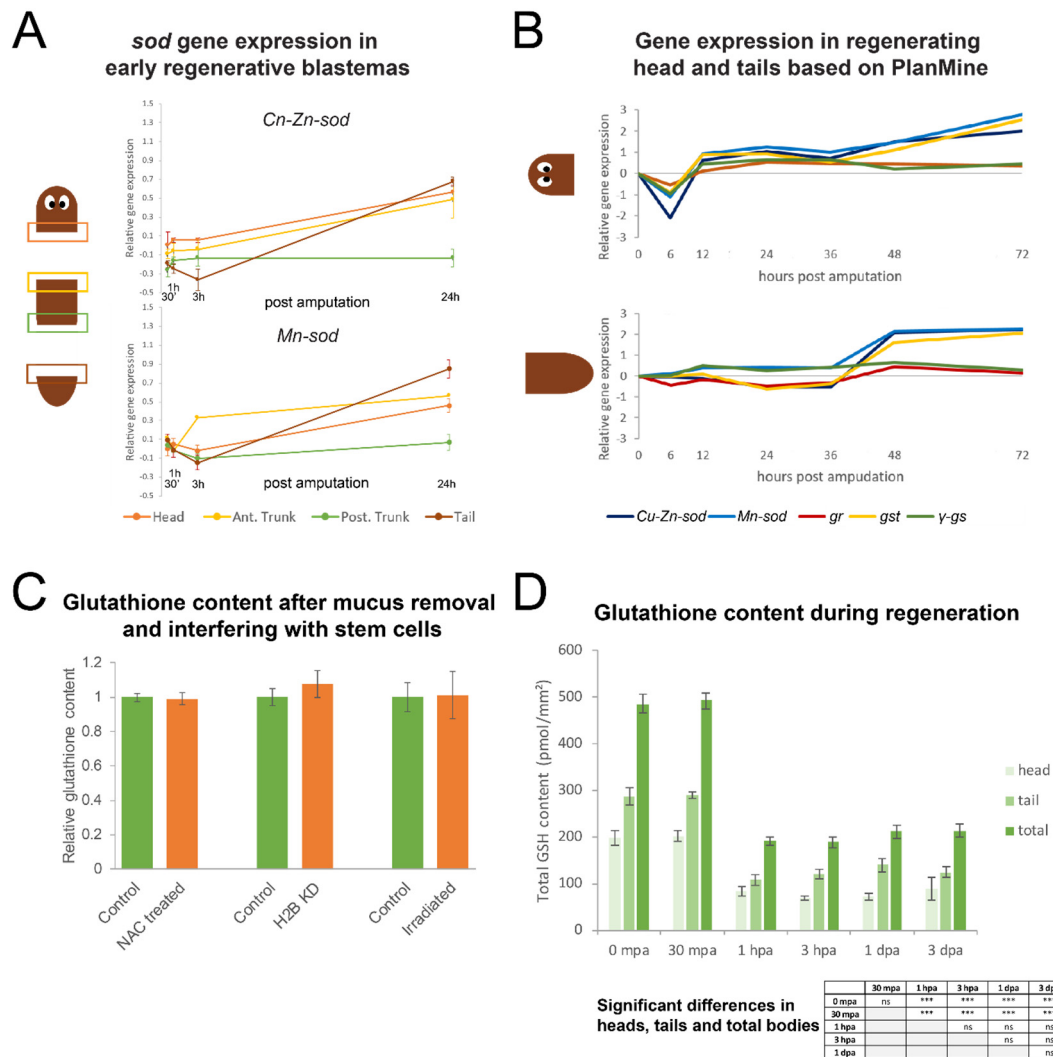 A
sod gene expression in
early regenerative blastemas
Relative gene expression
1.5
1.3
1.1
0.9
0.7
0.5
0.3
0.1
-0.1
-0.3
-0.5
Cn-Zn-sod
1h
30' 3h post amputation 24h
Mn-sod
Relative gene expression
1.5
1.3
1.1
0.9
0.7
0.5
0.3
0.1
-0.1
-0.3
-0.5
1h
30' 3h post amputation 24h
Head Ant. Trunk Post. Trunk Tail
B
Gene expression in regenerating
head and tails based on PlanMine
Relative gene expression
3
2
1
0
1
2
3
0 6 12 24 36 48 72
hours post amputation
Relative gene expression
3
2
1
0
-1
2
3
0 6 12 24 36 48 72
hours post ampudation
Cu-Zn-sod Mn-sod gr gst γ-gs
C
Glutathione content after mucus removal
and interfering with stem cells
Relative glutathione content
1.2
1
0.8
0.6
0.4
0.2
0
Control NAC treated Control H2B KD Control Irradiated
D
Glutathione content during regeneration
Total GSH content (pmol/mm²)
600
500
400
300
200
100
0
0 mpa 30 mpa 1 hpa 3 hpa 1 dpa 3 dpa
head
tail
total
Significant differences in
heads, tails and total bodies
30 mpa 1 hpa 3 hpa 1 dpa 3 d
0 mpa ns *** *** *** ***
30 mpa *** *** *** ***
1 hpa ns ns ns
3 hpa ns ns
1 dpa ns